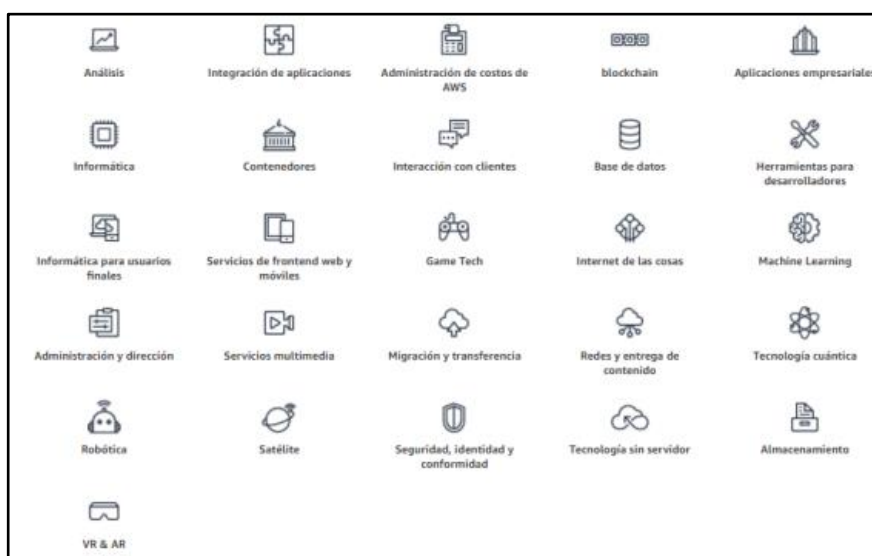 Análisis
Integración de aplicaciones
Administración de costos de
AWS
blockchain
Aplicaciones empresariales
Informática
Contenedores
Interacción con clientes
Base de datos
Herramientas para
desarrolladores
Informática para usuarios
finales
Servicios de frontend web y
móviles
Game Tech
Internet de las cosas
Machine Learning
Administración y dirección
Servicios multimedia
Migración y transferencia
Redes y entrega de
contenido
Tecnología cuántica
Robótica
Satélite
Seguridad, identidad y
conformidad
Tecnología sin servidor
Almacenamiento
VR & AR